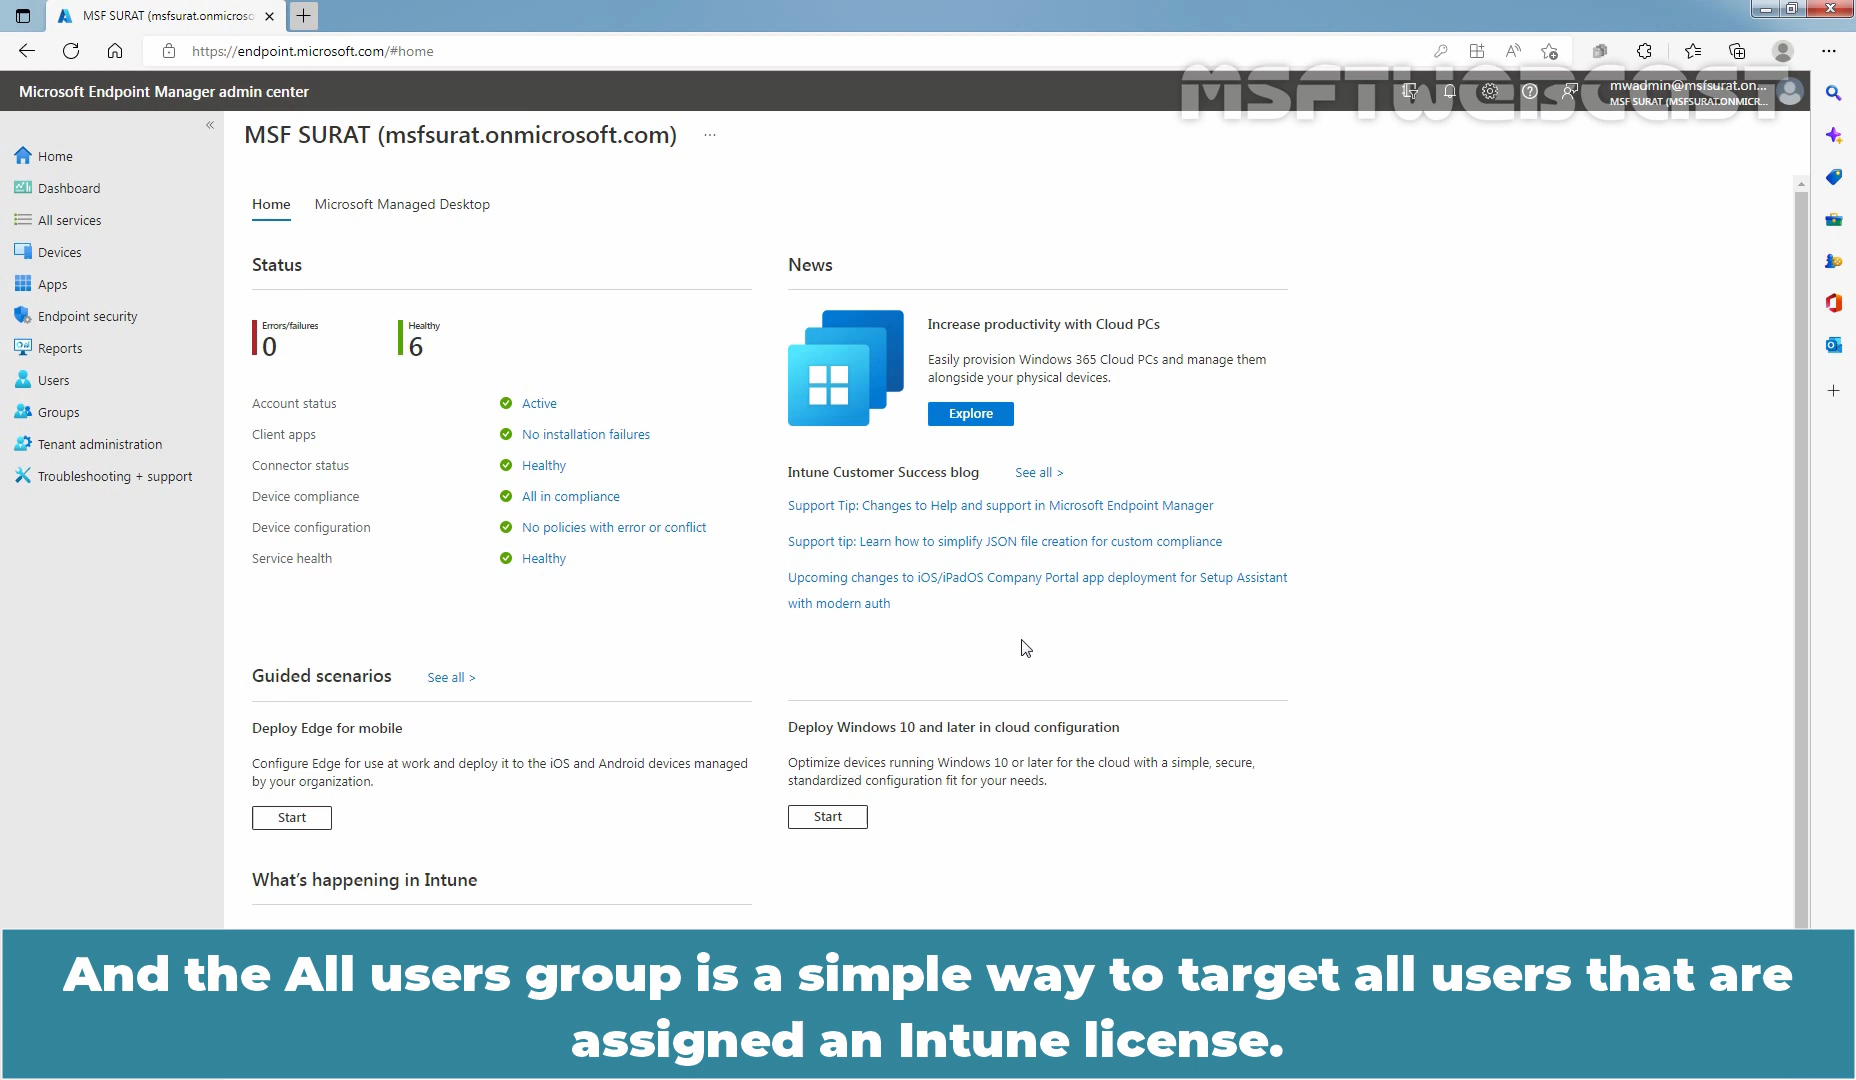 MSF SURAT (msfsurat.onmicroso
https://endpoint.microsoft.com/#home
MSFTWEBCAST
Microsoft Endpoint Manager admin center
mwadmin@msfsurat.on...
MSF SURAT (MSFSURAT.ONMICR...
MSF SURAT (msfsurat.onmicrosoft.com)
...
Home
Dashboard
All services
Devices
Apps
Endpoint security
Reports
Users
Groups
Tenant administration
Troubleshooting + support
Home
Microsoft Managed Desktop
Status
Errors/failures
0
Healthy
6
Account status
Active
Client apps
No installation failures
Connector status
Healthy
Device compliance
All in compliance
Device configuration
No policies with error or conflict
Service health
Healthy
News
Increase productivity with Cloud PCs
Easily provision Windows 365 Cloud PCs and manage them
alongside your physical devices.
Explore
Intune Customer Success blog
See all >
Support Tip: Changes to Help and support in Microsoft Endpoint Manager
Support tip: Learn how to simplify JSON file creation for custom compliance
Upcoming changes to iOS/iPadOS Company Portal app deployment for Setup Assistant
with modern auth
Guided scenarios
See all >
Deploy Edge for mobile
Configure Edge for use at work and deploy it to the iOS and Android devices managed
by your organization.
Start
Deploy Windows 10 and later in cloud configuration
Optimize devices running Windows 10 or later for the cloud with a simple, secure,
standardized configuration fit for your needs.
Start
What's happening in Intune
And the All users group is a simple way to target all users that are
assigned an Intune license.